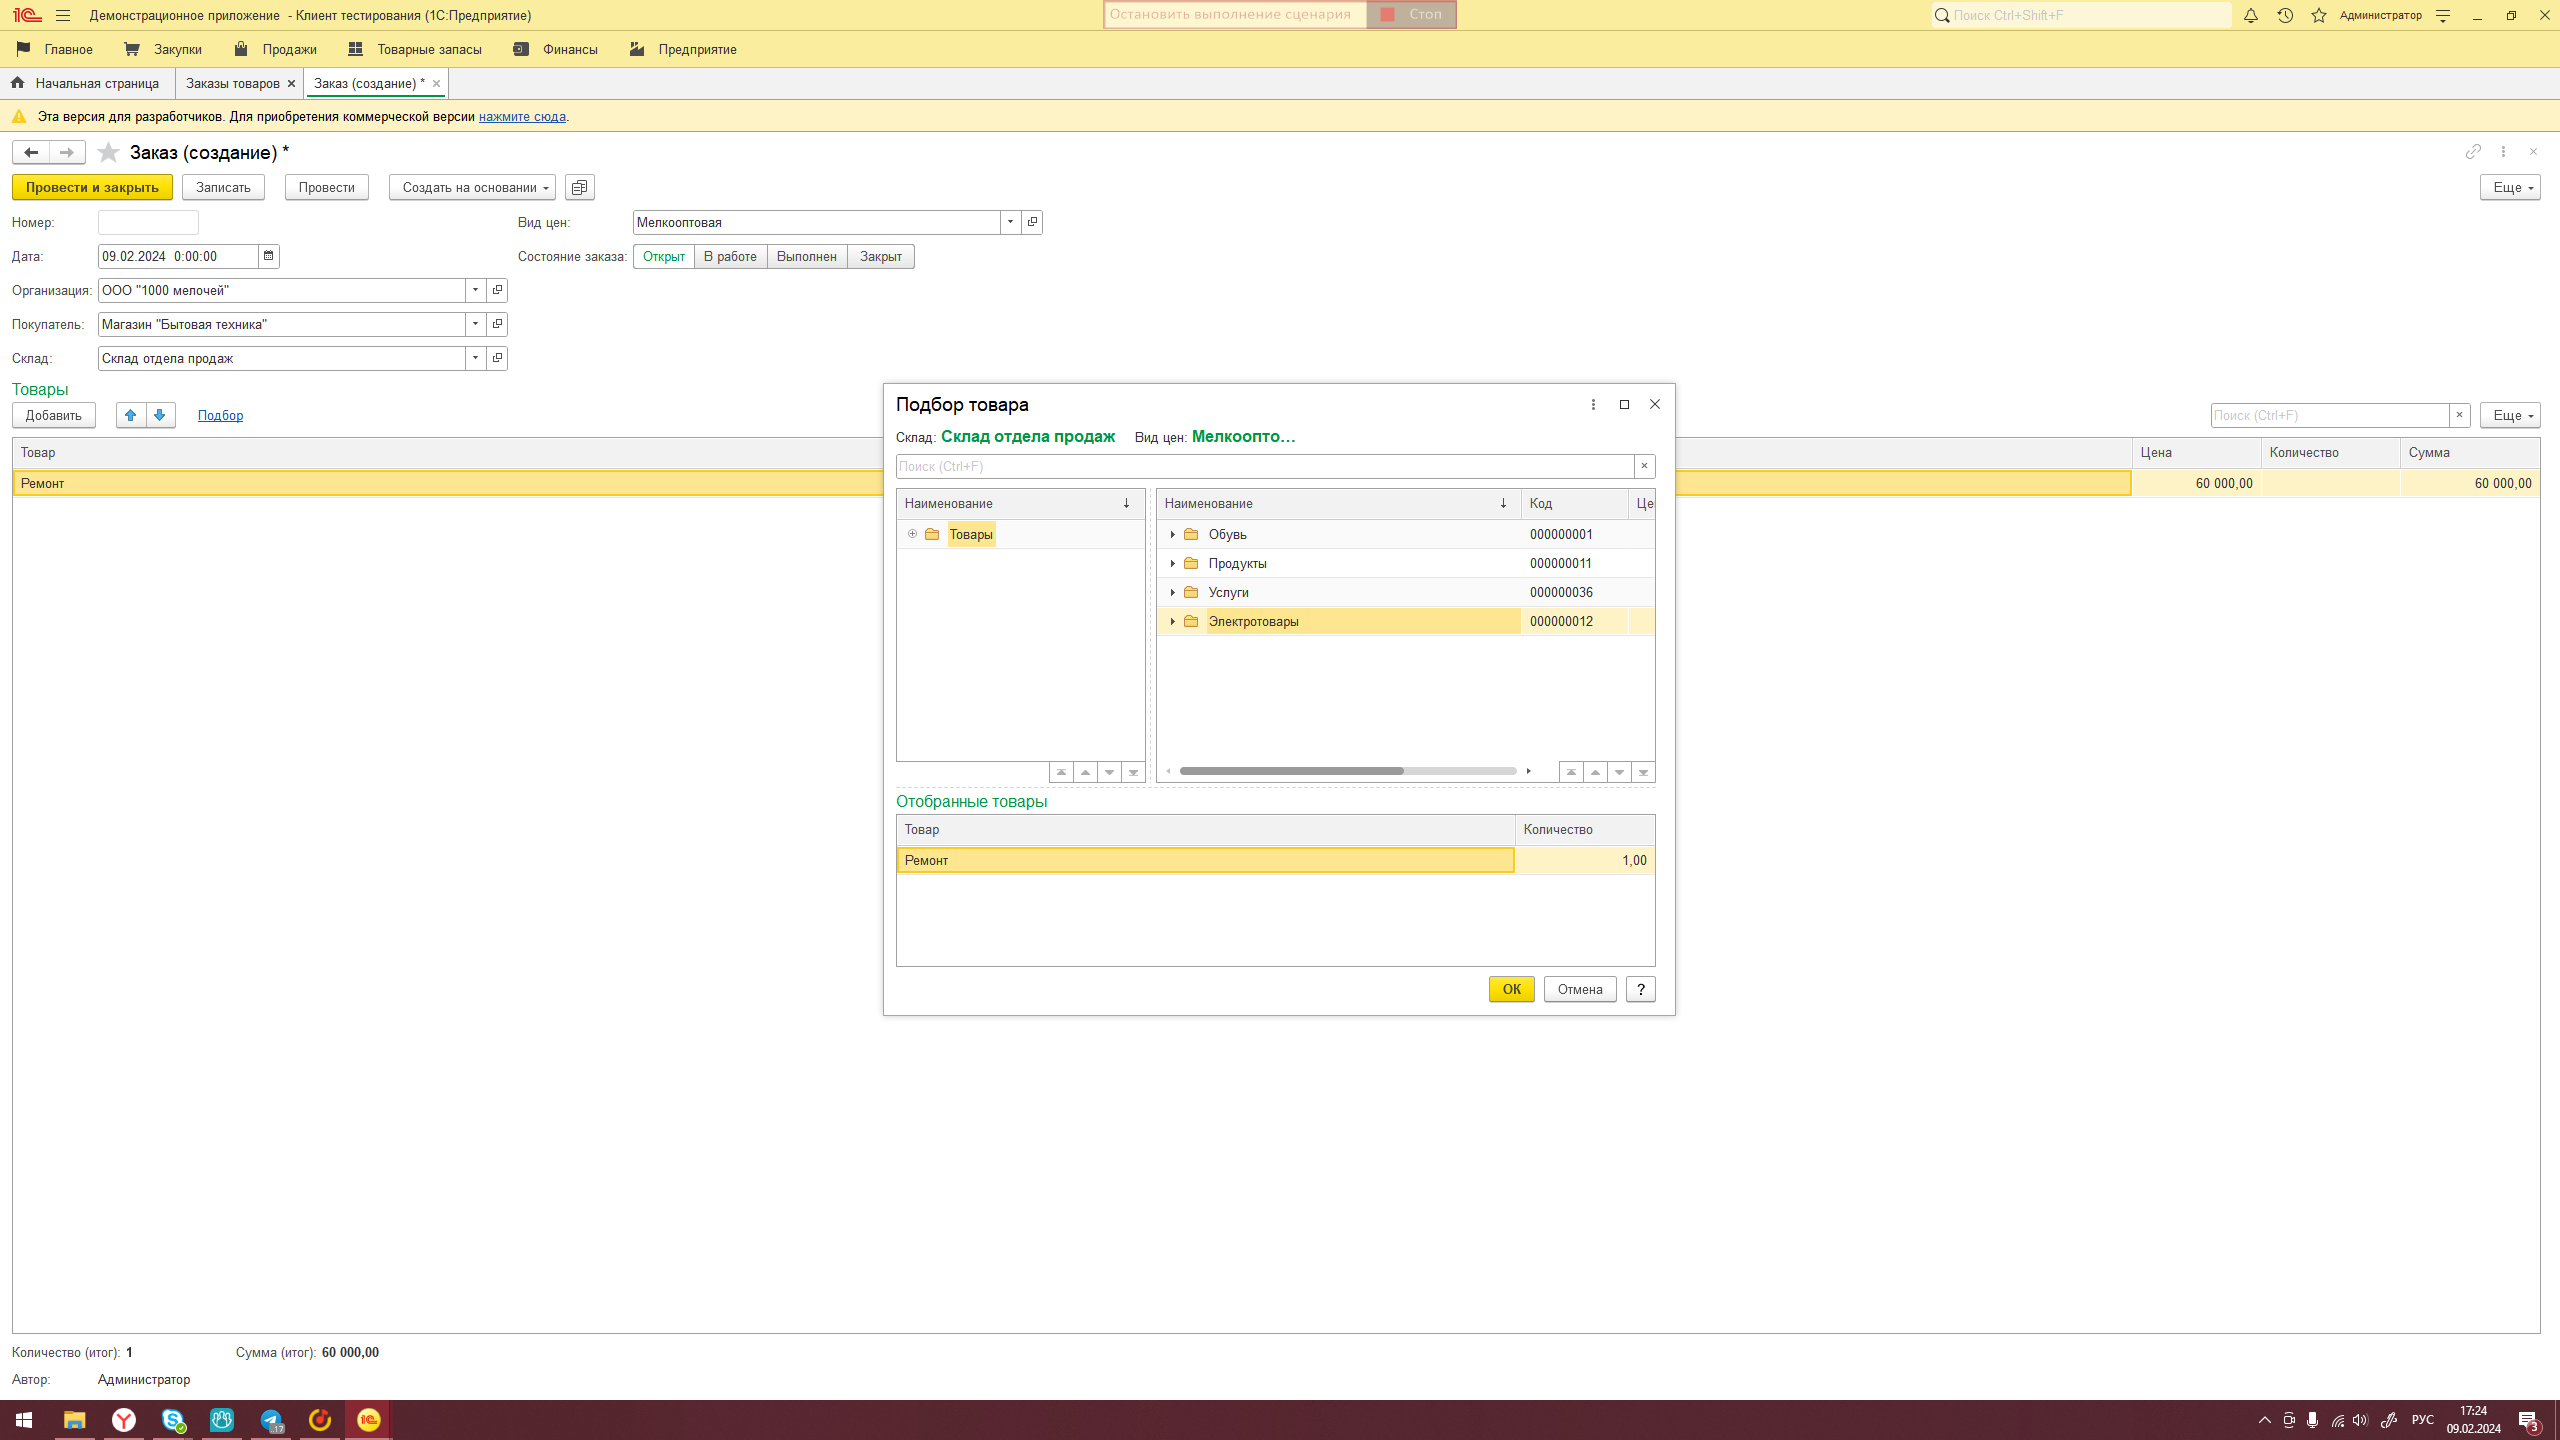 Демонстрационное приложение - Клиент тестирования (1С:Предприятие)
Остановить выполнение сценария Стоп
Поиск Ctrl+Shift+F
Администратор
Главное Закупки Продажи Товарные запасы Финансы Предприятие
Начальная страница Заказы товаров Заказ (создание) *
Эта версия для разработчиков. Для приобретения коммерческой версии нажмите сюда.
Заказ (создание) *
Провести и закрыть Записать Провести Создать на основании Еще
Номер: Вид цен: Мелкооптовая
Дата: 09.02.2024 0:00:00 Состояние заказа: Открыт В работе Выполнен Закрыт
Организация: ООО "1000 мелочей"
Покупатель: Магазин "Бытовая техника"
Склад: Склад отдела продаж
Товары
Добавить Подбор Поиск (Ctrl+F) Еще
Товар Цена Количество Сумма
Ремонт 60 000,00 60 000,00
Подбор товара
Склад: Склад отдела продаж Вид цен: Мелкоопто...
Поиск (Ctrl+F)
Наименование Наименование Код Це
Товары Обувь 000000001
Продукты 000000011
Услуги 000000036
Электротовары 000000012
Отобранные товары
Товар Количество
Ремонт 1,00
ОК Отмена ?
Количество (итог): 1 Сумма (итог): 60 000,00
Автор: Администратор
17
РУС
17:24
09.02.2024
3